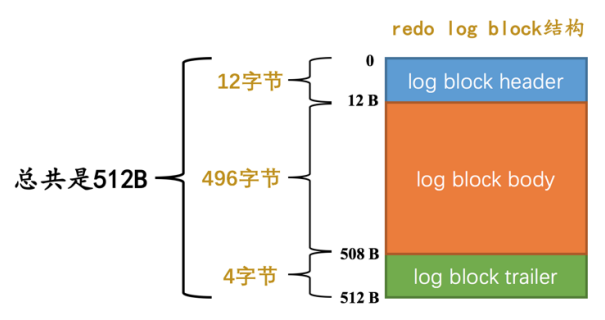 redo log block结构
0
12字节
log block header
12 B
总共是512B
496字节
log block body
508 B
4字节
log block trailer
512 B